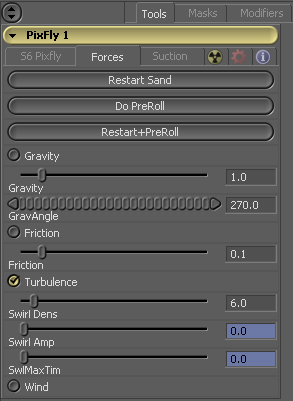 Tools Masks Modifiers
PixFly 1
S6 Pixfly Forces Suction
Restart Sand
Do PreRoll
Restart+PreRoll
Gravity
1.0
Gravity
270.0
GravAngle
Friction
0.1
Friction
Turbulence
6.0
Swirl Dens
0.0
Swirl Amp
0.0
SwlMaxTim
Wind